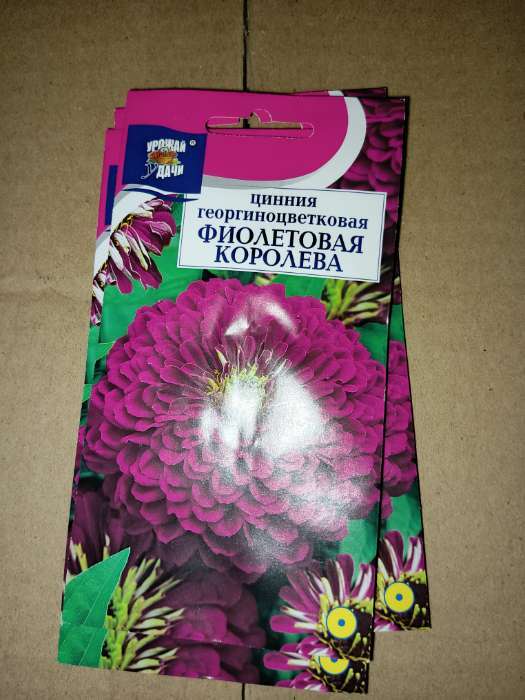 УРОЖАЙ
УДАЧИ
®
ЦИННИЯ
ГЕОРГИНОЦВЕТКОВАЯ
ФИОЛЕТОВАЯ
КОРОЛЕВА